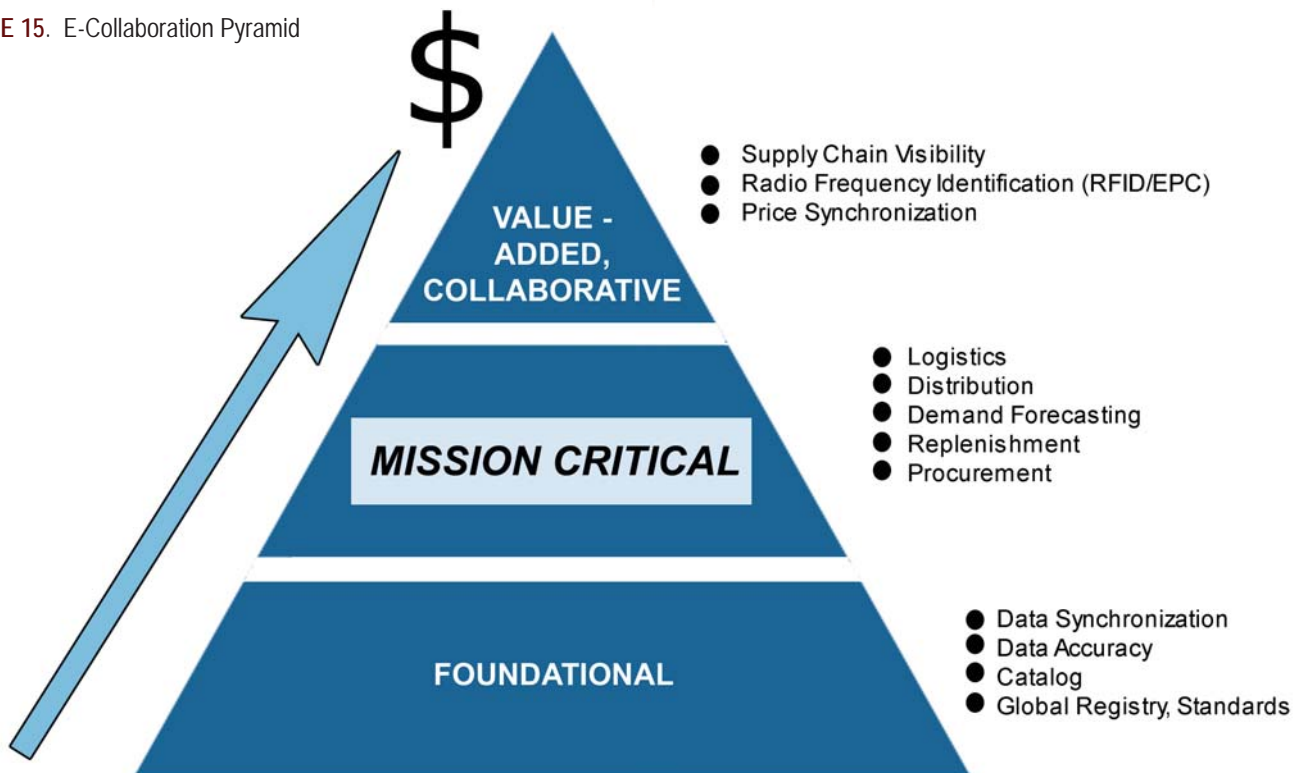 E 15. E-Collaboration Pyramid
$
VALUE -
ADDED,
COLLABORATIVE
● Supply Chain Visibility
● Radio Frequency Identification (RFID/EPC)
● Price Synchronization
MISSION CRITICAL
● Logistics
● Distribution
● Demand Forecasting
● Replenishment
● Procurement
FOUNDATIONAL
● Data Synchronization
● Data Accuracy
● Catalog
● Global Registry, Standards